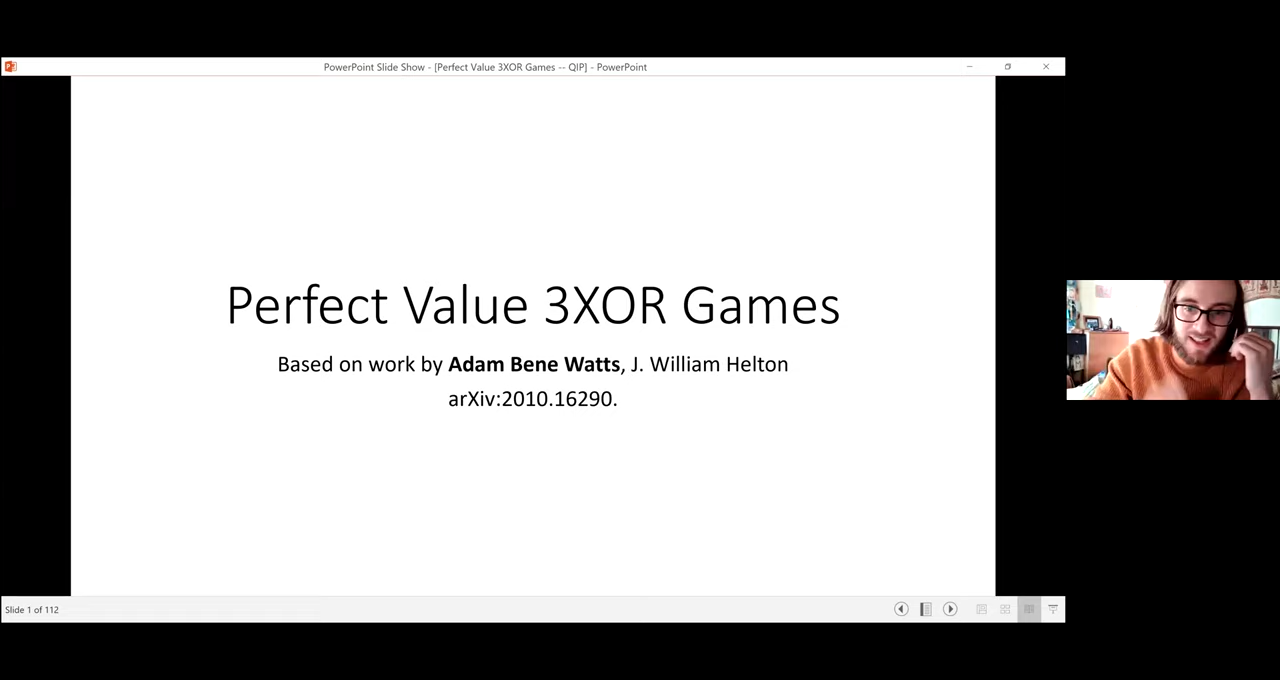 PowerPoint Slide Show - [Perfect Value 3XOR Games -- QIP] - PowerPoint
Perfect Value 3XOR Games
Based on work by Adam Bene Watts, J. William Helton
arXiv:2010.16290.
Slide 1 of 112